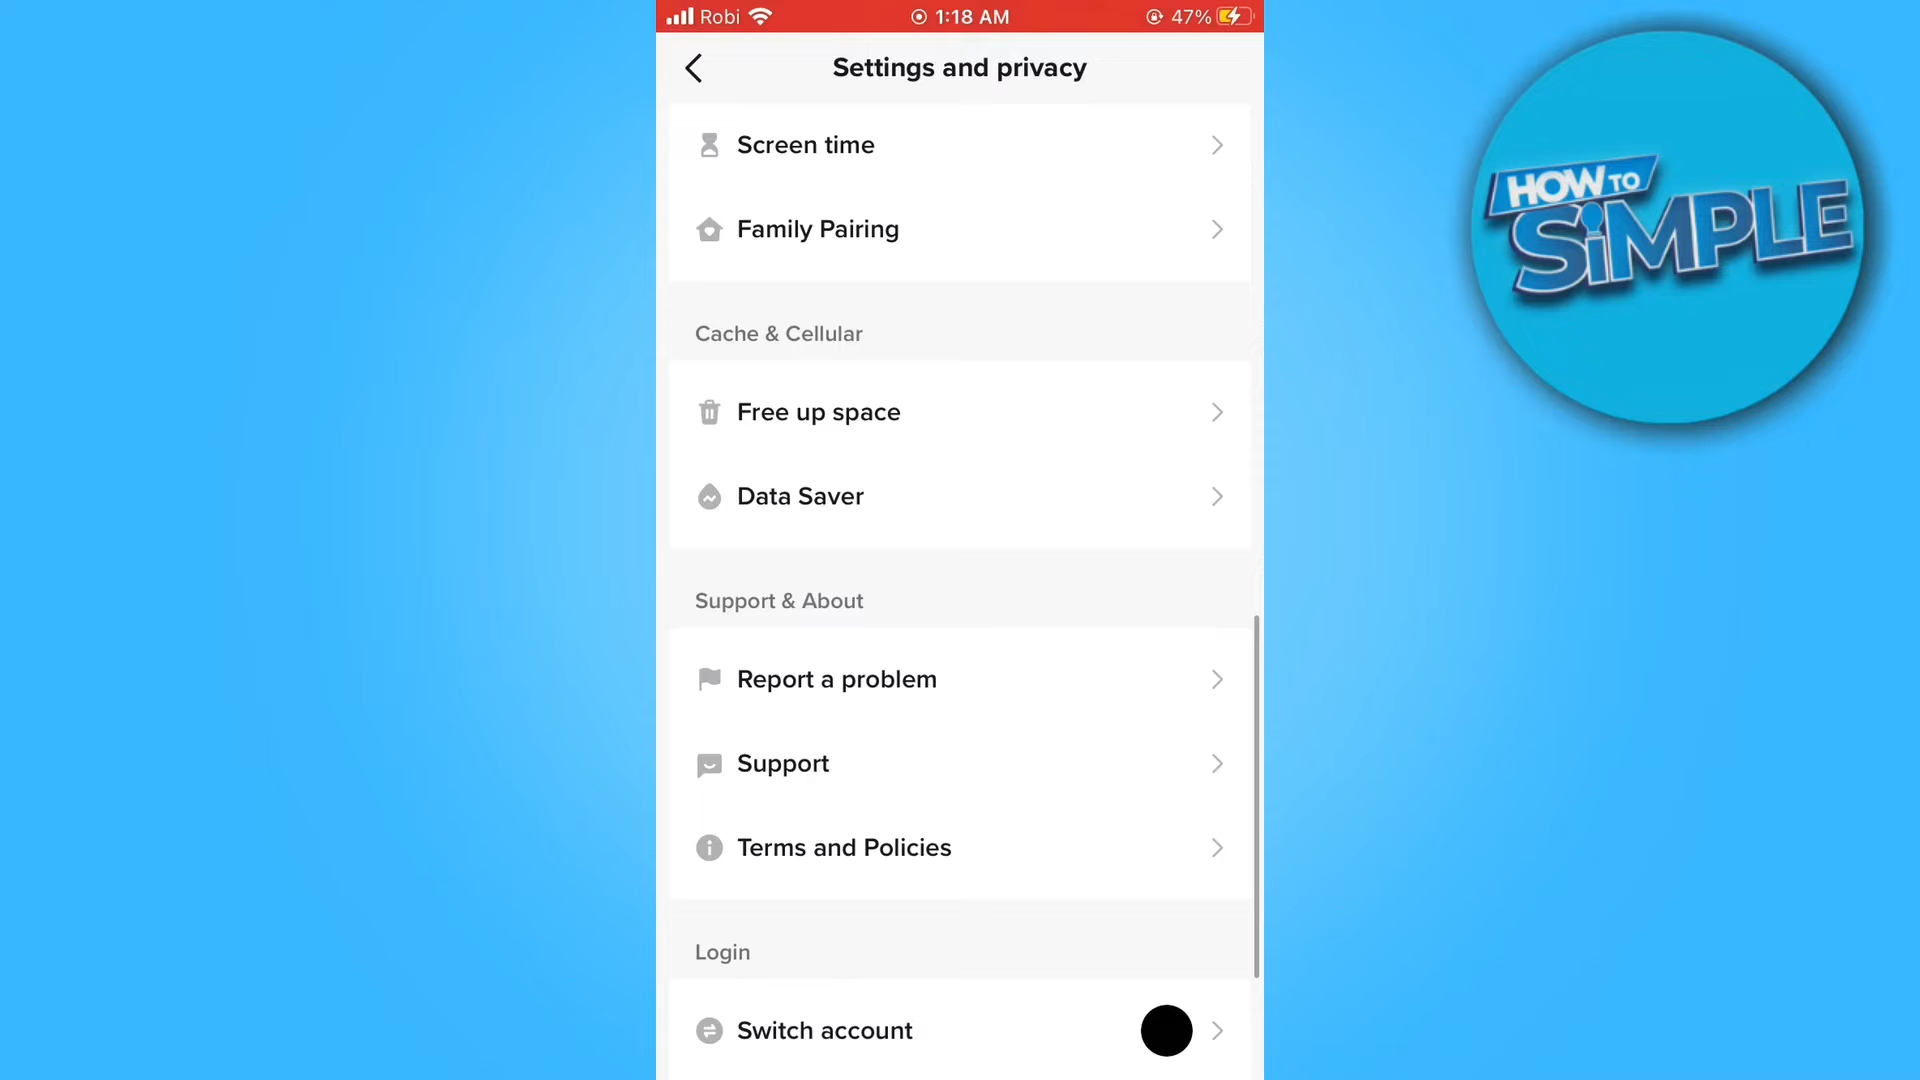 Robi 1:18 AM 47%
Settings and privacy
Screen time
Family Pairing
Cache & Cellular
Free up space
Data Saver
Support & About
Report a problem
Support
Terms and Policies
Login
Switch account
HOW TO
SiMPLE